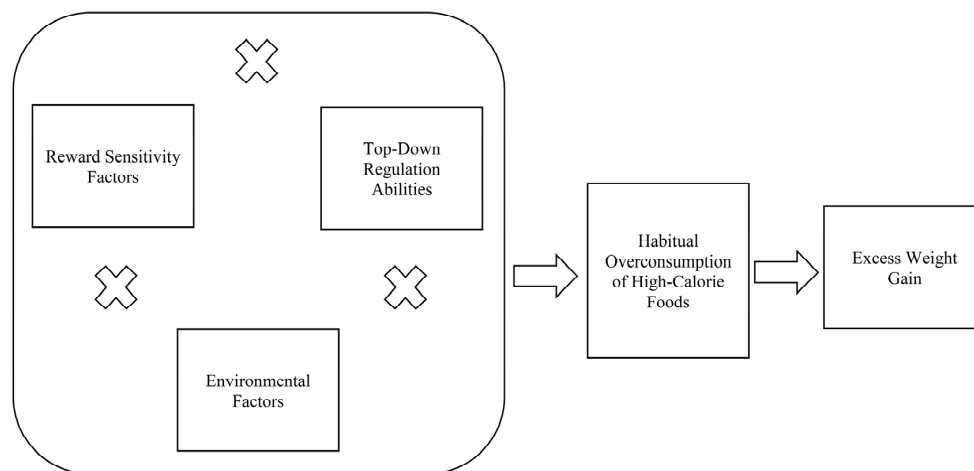 Reward Sensitivity
Factors
Top-Down
Regulation
Abilities
Environmental
Factors
Habitual
Overconsumption
of High-Calorie
Foods
Excess Weight
Gain